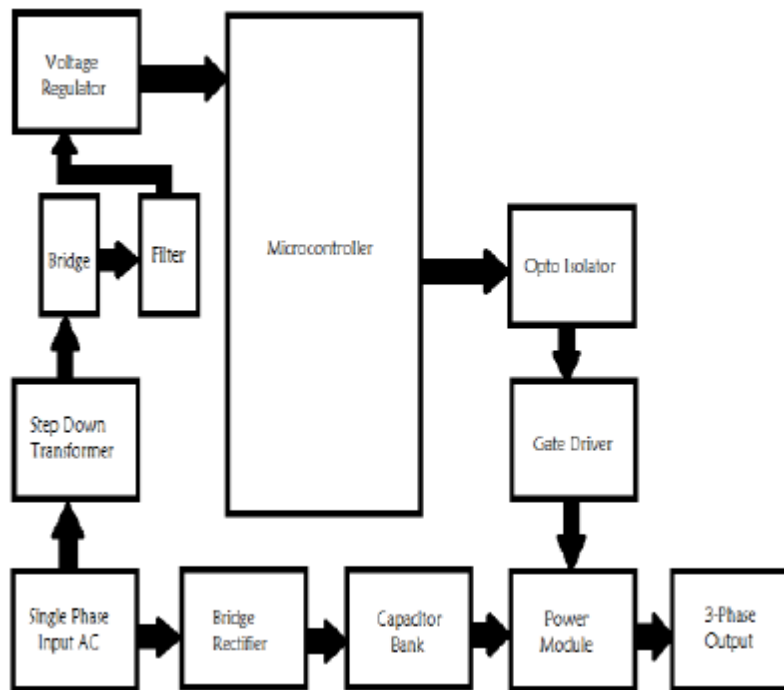 Voltage
Regulator
Bridge
Filter
Microcontroller
Opto Isolator
Step Down
Transformer
Gate Driver
Single Phase
Input AC
Bridge
Rectifier
Capacitor
Bank
Power
Module
3-Phase
Output